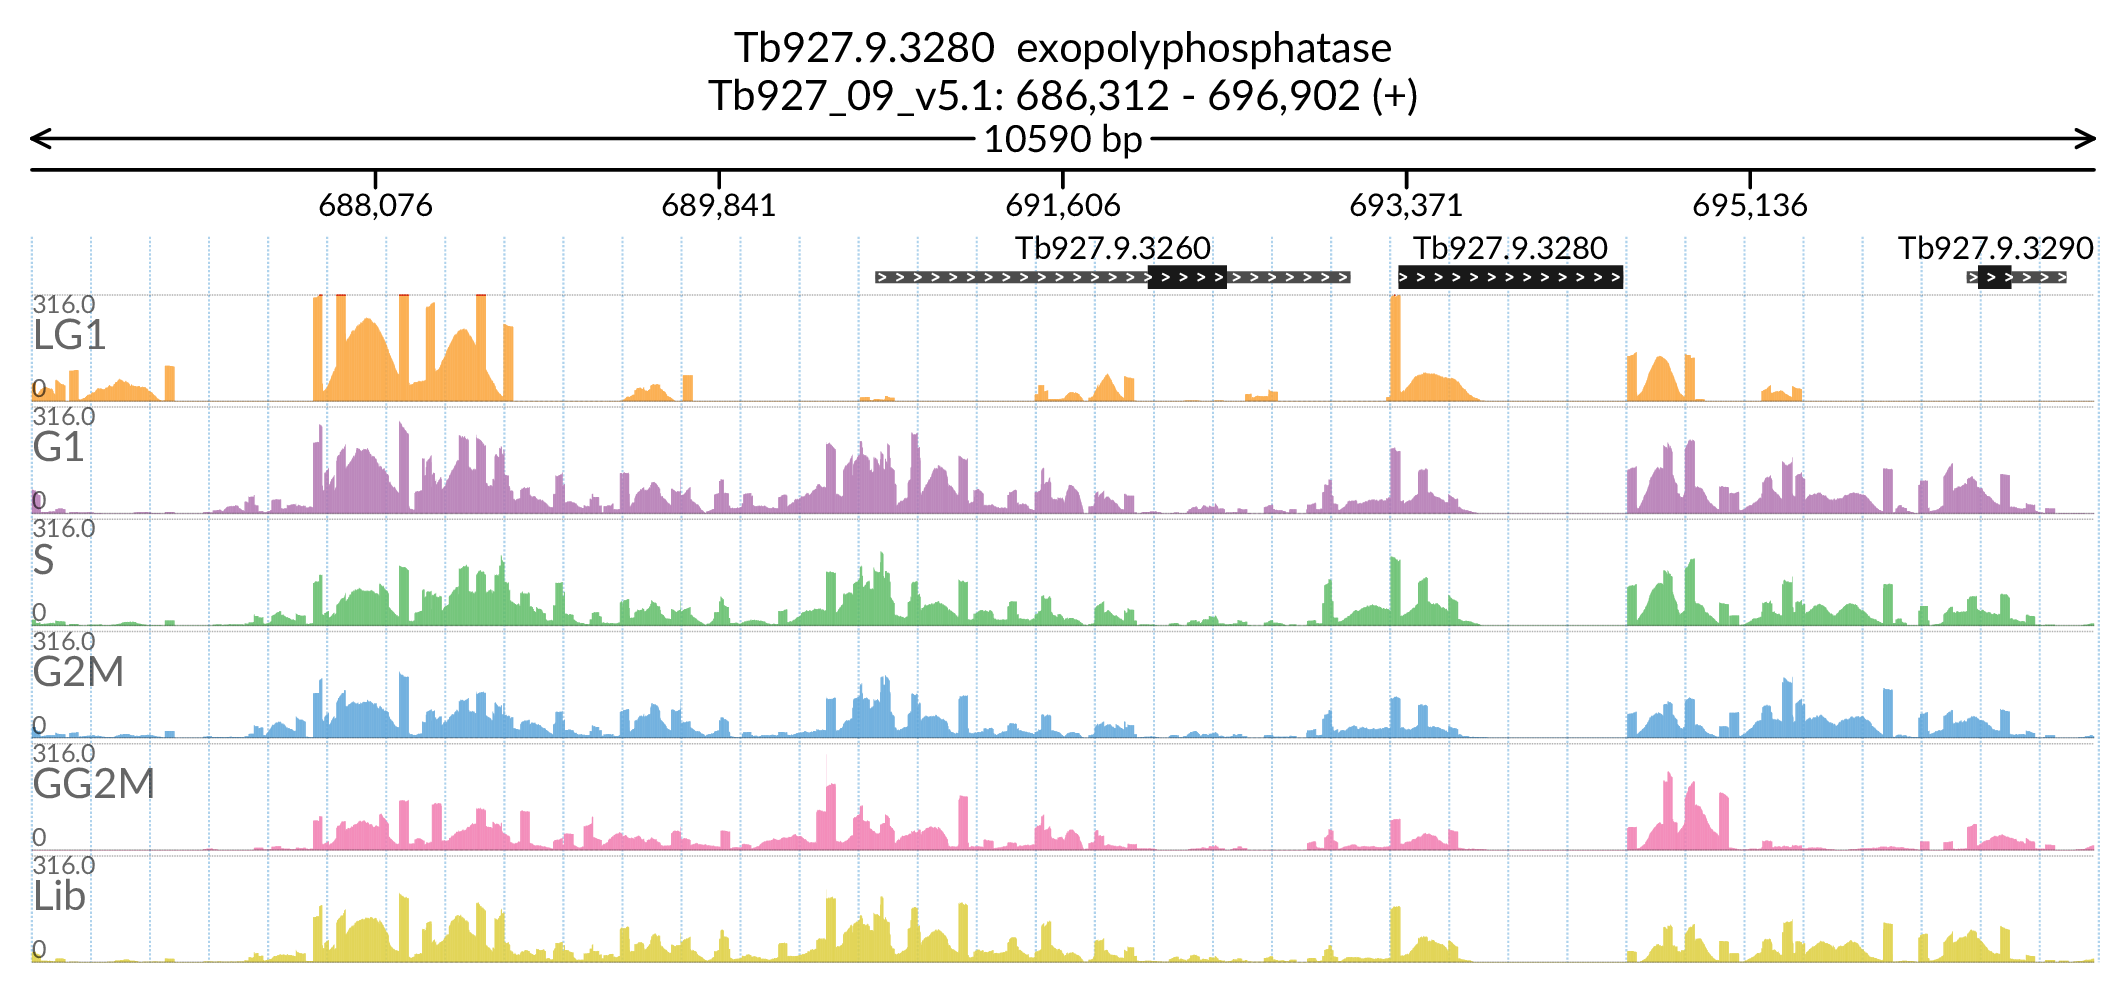 Tb927.9.3280  exopolyphosphatase
Tb927_09_v5.1: 686,312 - 696,902 (+)
10590 bp
688,076 689,841 691,606 693,371 695,136
Tb927.9.3260 Tb927.9.3280 Tb927.9.3290
316.0
LG1
0
316.0
G1
0
316.0
S
0
316.0
G2M
0
316.0
GG2M
0
316.0
Lib
0